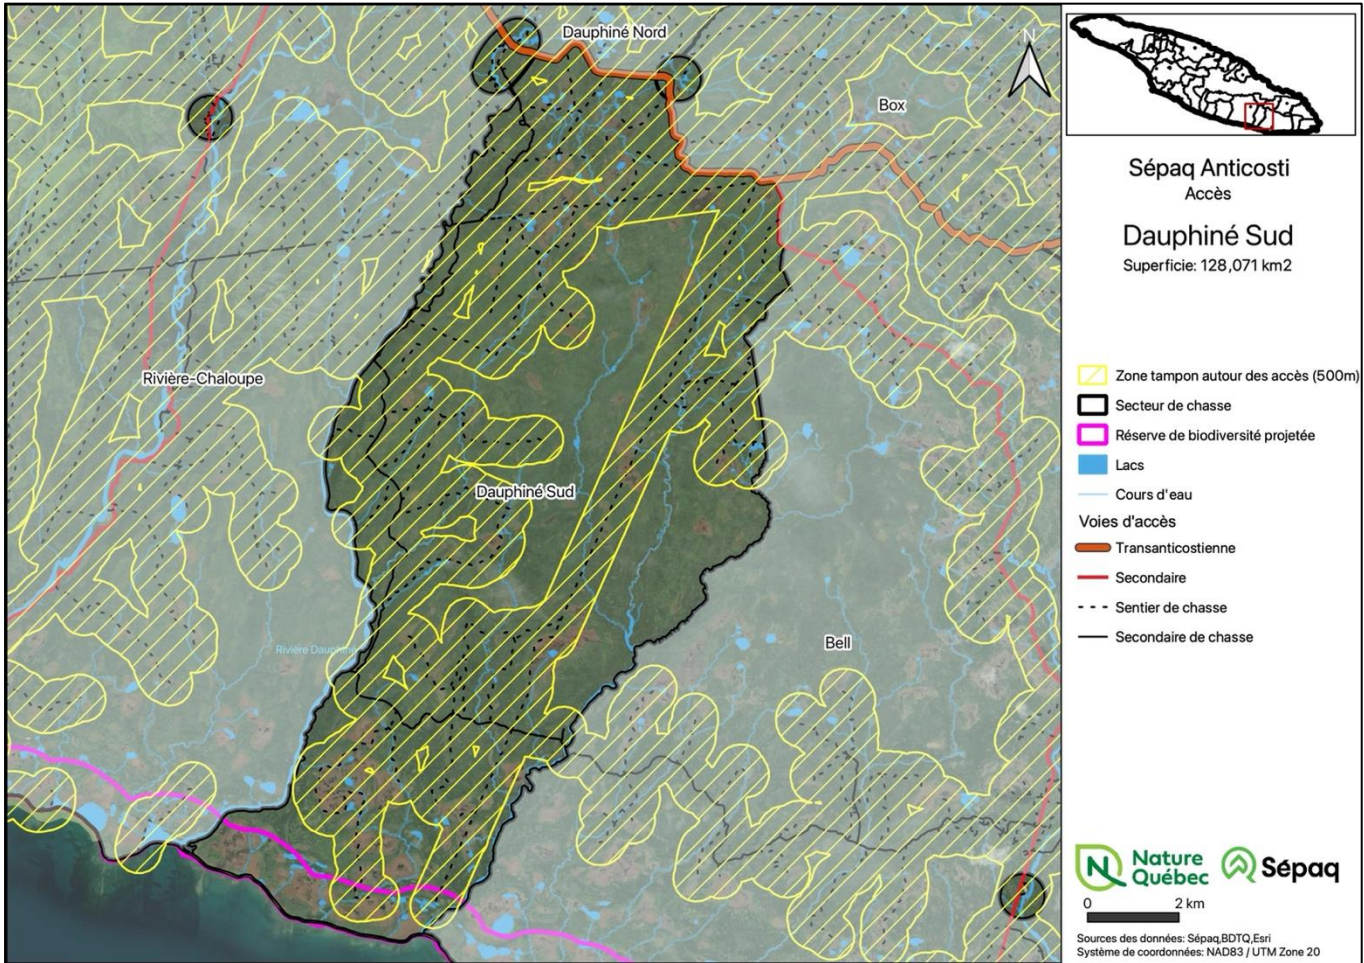 Dauphiné Nord
Box
Rivière-Chaloupe
Dauphiné Sud
Rivière Dauphiné
Bell
N
Sépaq Anticosti
Accès
Dauphiné Sud
Superficie: 128,071 km2
Zone tampon autour des accès (500m)
Secteur de chasse
Réserve de biodiversité projetée
Lacs
Cours d'eau
Voies d'accès
Transanticostienne
Secondaire
Sentier de chasse
Secondaire de chasse
Nature
Québec
Sépaq
0 2 km
Sources des données: Sépaq,BDTQ,Esri
Système de coordonnées: NAD83 / UTM Zone 20